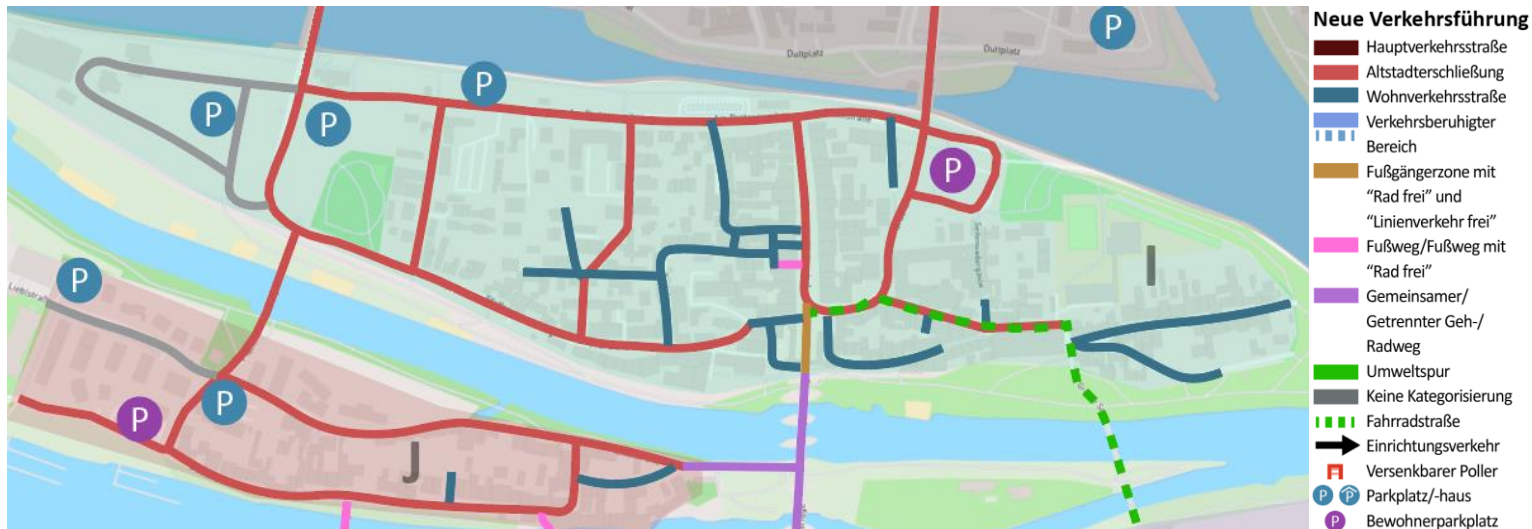 Neue Verkehrsführung
Hauptverkehrsstraße
Altstadterschließung
Wohnverkehrsstraße
Verkehrsberuhigter
Bereich
Fußgängerzone mit
“Rad frei” und
“Linienverkehr frei”
Fußweg/Fußweg mit
“Rad frei”
Gemeinsamer/
Getrennter Geh-/
Radweg
Umweltspur
Keine Kategorisierung
Fahrradstraße
Einrichtungsverkehr
Versenkbarer Poller
P P Parkplatz/-haus
P Bewohnerparkplatz
P
Dultplatz
Dultplatz
P
P
P
P
P
Lieblstraße
P
P